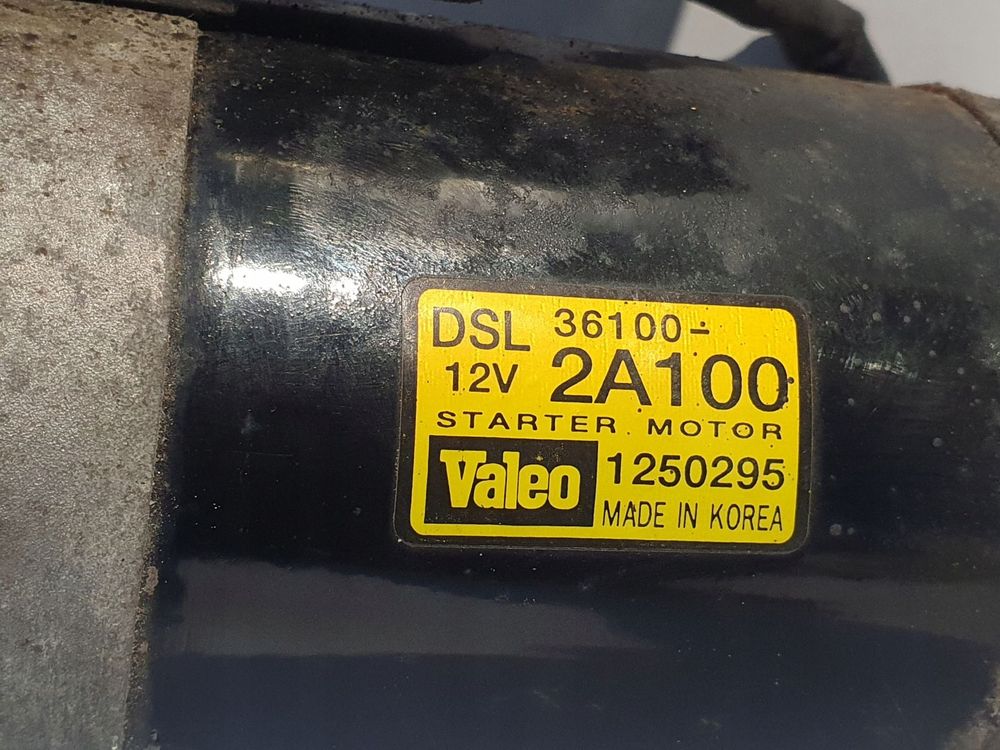 DSL 36100-
12V 2A100
STARTER MOTOR
Valeo 1250295
MADE IN KOREA